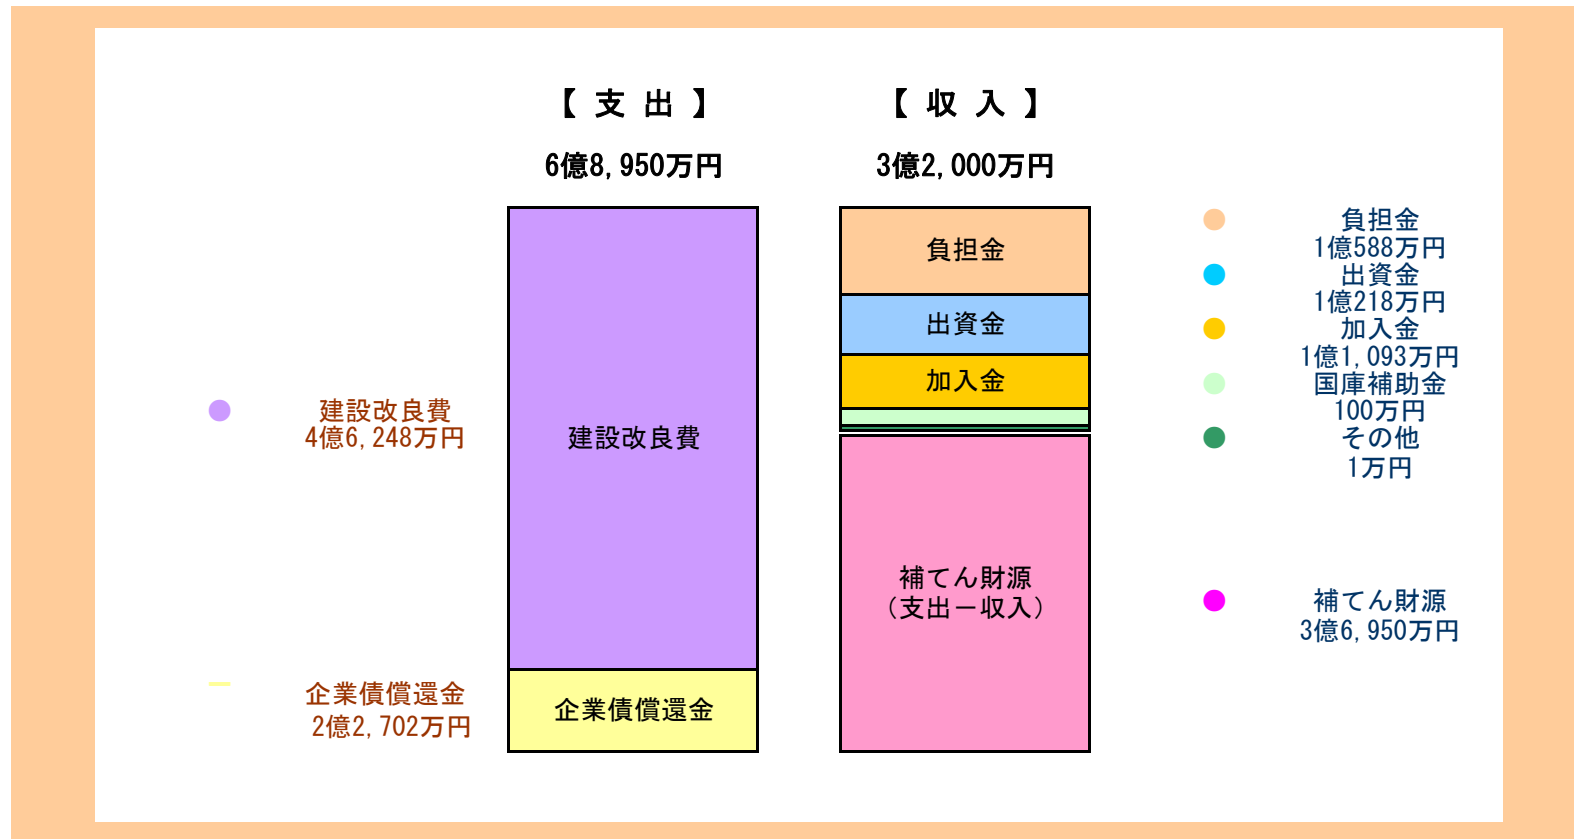 【 支 出 】
6億8,950万円
【 収 入 】
3億2,000万円
建設改良費
4億6,248万円
企業債償還金
2億2,702万円
建設改良費
企業債償還金
負担金
出資金
加入金
補てん財源
（支出－収入）
負担金
1億588万円
出資金
1億218万円
加入金
1億1,093万円
国庫補助金
100万円
その他
1万円
補てん財源
3億6,950万円